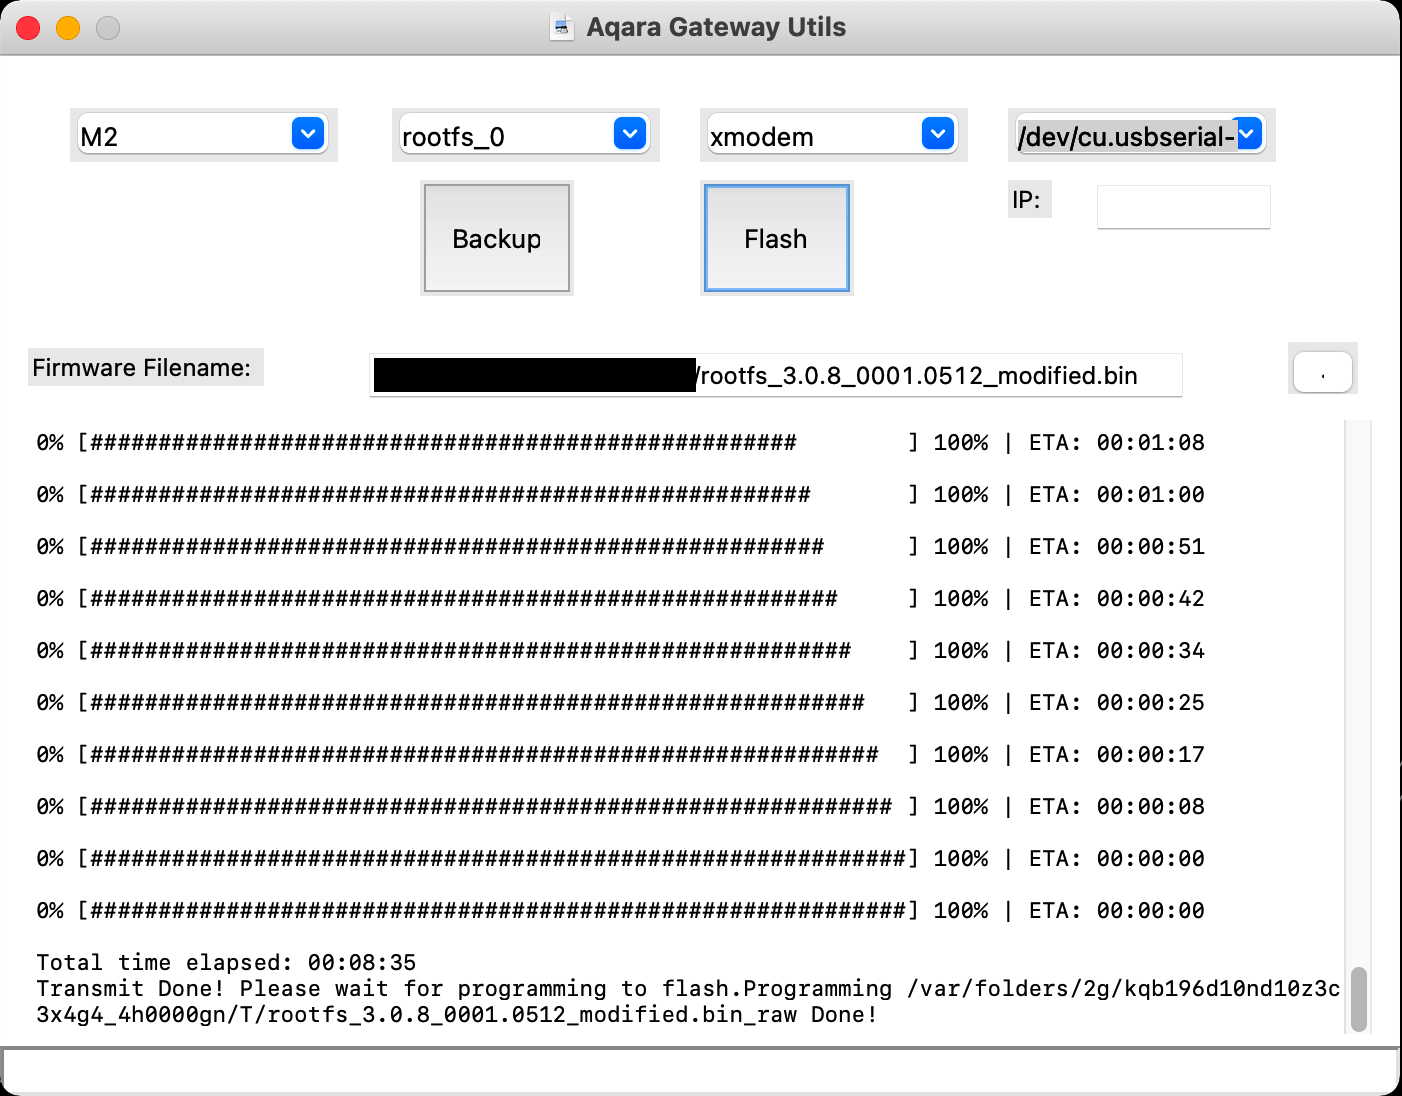 Aqara Gateway Utils
M2
rootfs_0
xmodem
/dev/cu.usbserial-
Backup
Flash
IP:
Firmware Filename:
/rootfs_3.0.8_0001.0512_modified.bin
.
0% [####################################################        ] 100% | ETA: 00:01:08
0% [#####################################################       ] 100% | ETA: 00:01:00
0% [######################################################      ] 100% | ETA: 00:00:51
0% [#######################################################     ] 100% | ETA: 00:00:42
0% [########################################################    ] 100% | ETA: 00:00:34
0% [#########################################################   ] 100% | ETA: 00:00:25
0% [##########################################################  ] 100% | ETA: 00:00:17
0% [########################################################### ] 100% | ETA: 00:00:08
0% [############################################################] 100% | ETA: 00:00:00
0% [############################################################] 100% | ETA: 00:00:00
Total time elapsed: 00:08:35
Transmit Done! Please wait for programming to flash.Programming /var/folders/2g/kqb196d10nd10z3c
3x4g4_4h0000gn/T/rootfs_3.0.8_0001.0512_modified.bin_raw Done!